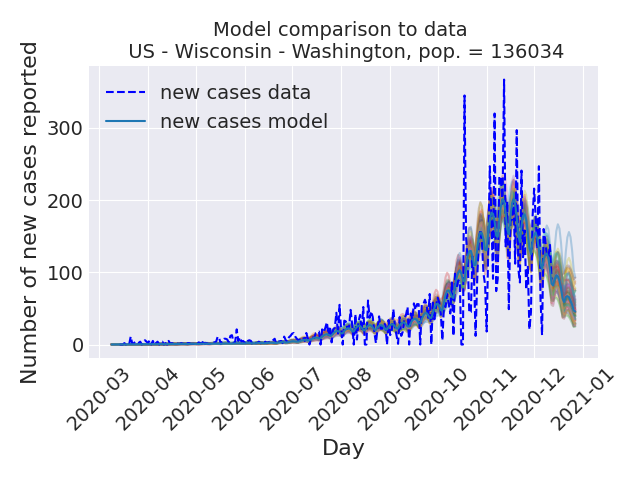 Model comparison to data
US - Wisconsin - Washington, pop. = 136034
Number of new cases reported
300
200
100
0
new cases data
new cases model
2020-03
2020-04
2020-05
2020-06
2020-07
2020-08
2020-09
2020-10
2020-11
2020-12
2021-01
Day